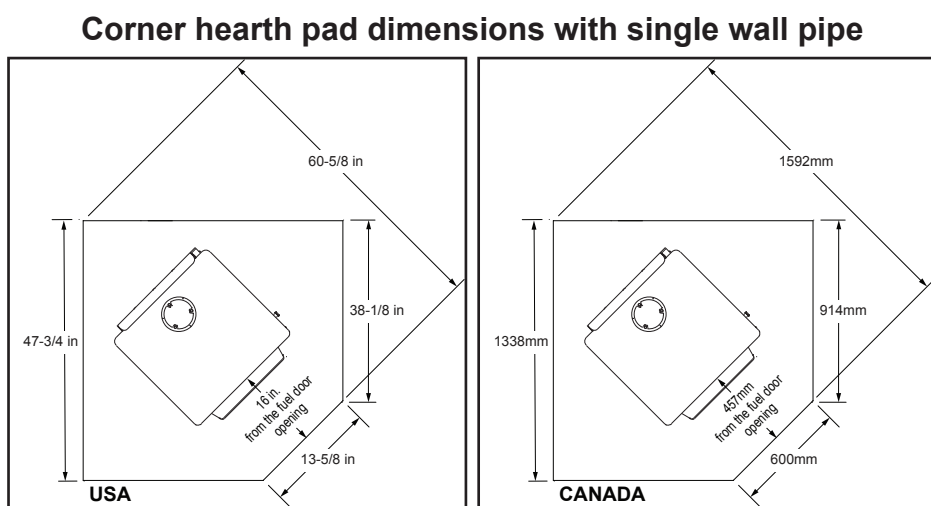 Corner hearth pad dimensions with single wall pipe
60-5/8 in
47-3/4 in
38-1/8 in
16 in.
from the fuel door
opening
13-5/8 in
USA
1592mm
1338mm
914mm
457mm
from the fuel door
opening
600mm
CANADA